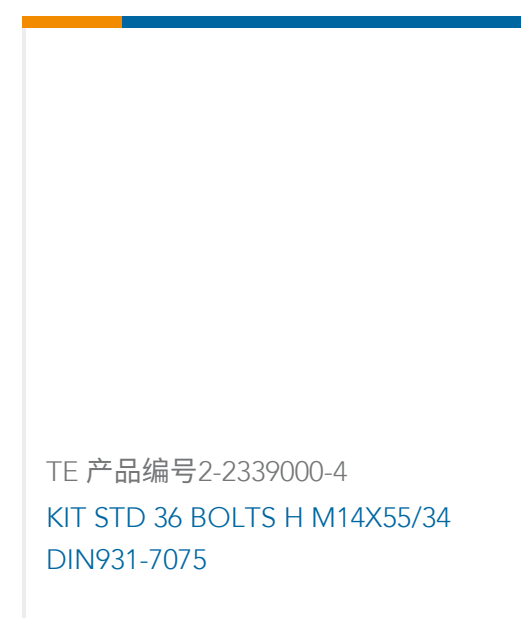 TE 产品编号2-2339000-4
KIT STD 36 BOLTS H M14X55/34
DIN931-7075